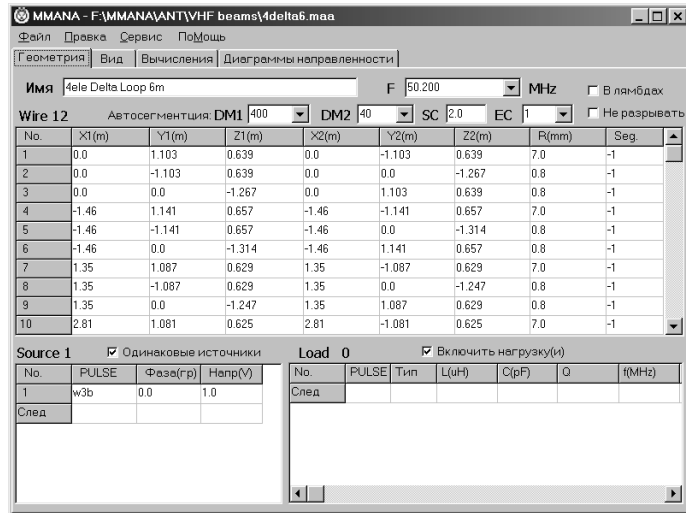 MMANA - F:\MMANA\ANT\VHF beams\4delta6.maa
Файл Правка Сервис ПоМощь
Геометрия Вид Вычисления Диаграммы направленности
Имя 4ele Delta Loop 6m F 50.200 MHz В лямбдах
Wire 12 Автосегментция: DM1 400 DM2 40 SC 2.0 EC 1 Не разрывать
No. X1(m) Y1(m) Z1(m) X2(m) Y2(m) Z2(m) R(mm) Seg.
1 0.0 1.103 0.639 0.0 -1.103 0.639 7.0 -1
2 0.0 -1.103 0.639 0.0 0.0 -1.267 0.8 -1
3 0.0 0.0 -1.267 0.0 1.103 0.639 0.8 -1
4 -1.46 1.141 0.657 -1.46 -1.141 0.657 7.0 -1
5 -1.46 -1.141 0.657 -1.46 0.0 -1.314 0.8 -1
6 -1.46 0.0 -1.314 -1.46 1.141 0.657 0.8 -1
7 1.35 1.087 0.629 1.35 -1.087 0.629 7.0 -1
8 1.35 -1.087 0.629 1.35 0.0 -1.247 0.8 -1
9 1.35 0.0 -1.247 1.35 1.087 0.629 0.8 -1
10 2.81 1.081 0.625 2.81 -1.081 0.625 7.0 -1
Source 1 Одинаковые источники Load 0 Включить нагрузку(и)
No. PULSE Фаза(гр) Напр(V) No. PULSE Тип L(uH) C(pF) Q f(MHz)
1 w3b 0.0 1.0 След
След